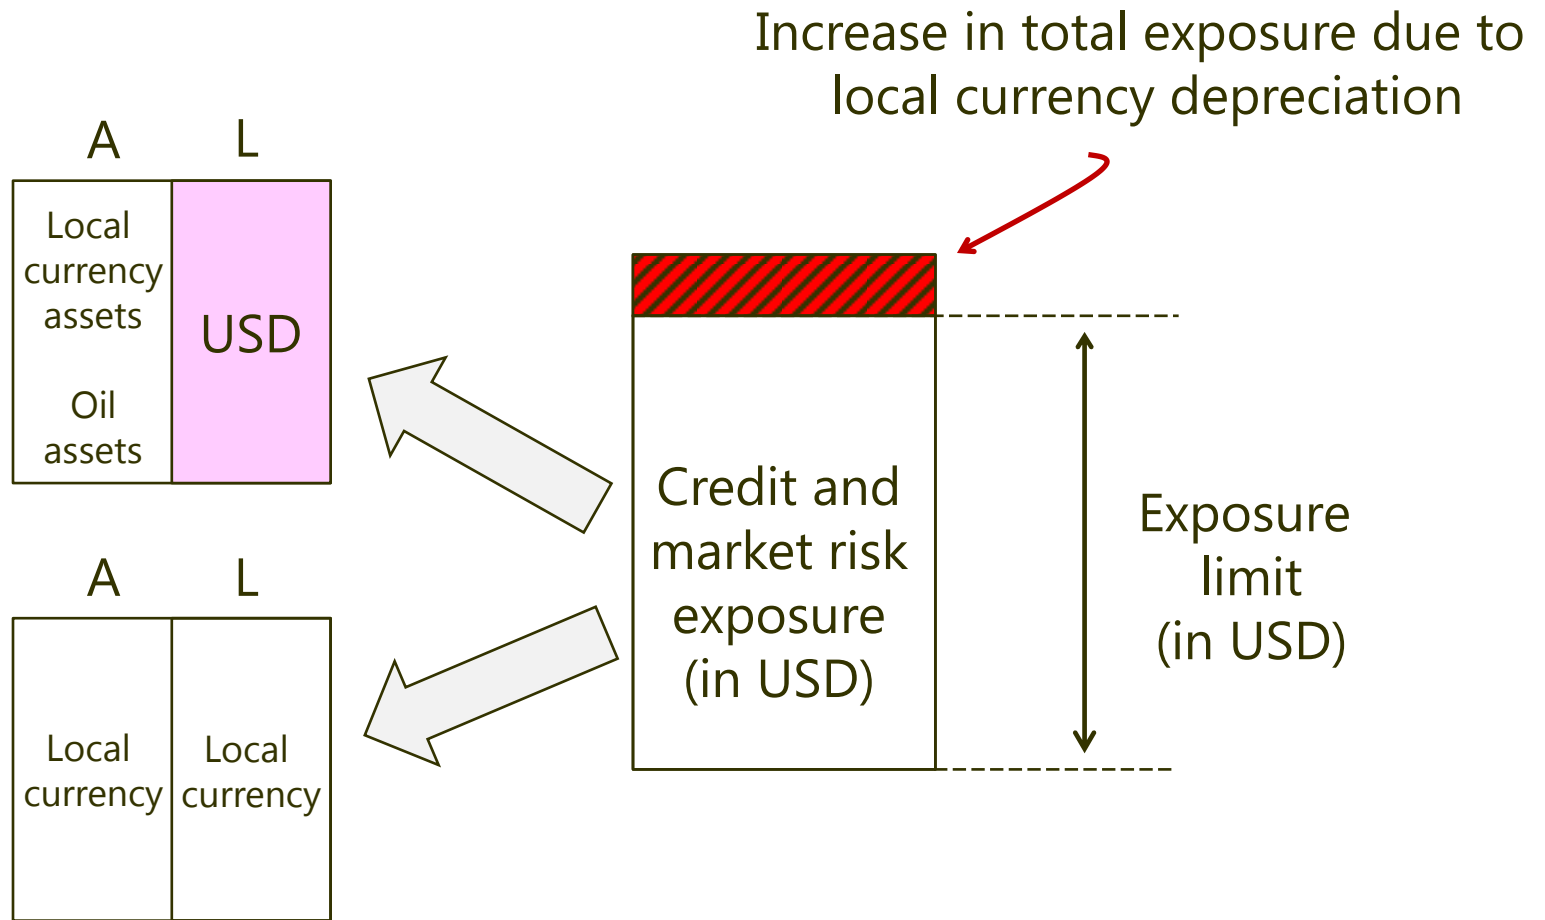 Increase in total exposure due to
local currency depreciation
A L
Local
currency
assets
Oil
assets
USD
A L
Local
currency
Local
currency
Credit and
market risk
exposure
(in USD)
Exposure
limit
(in USD)